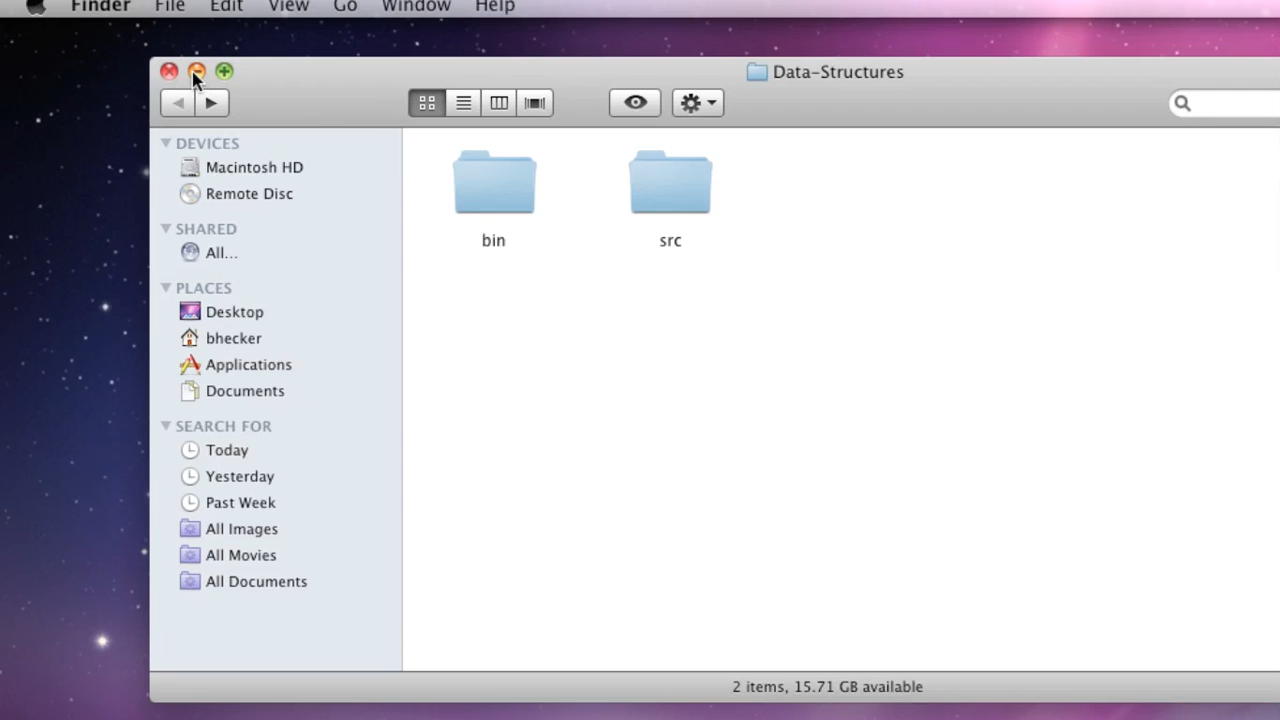 Finder File Edit View Go Window Help
Data-Structures
DEVICES
Macintosh HD
Remote Disc
SHARED
All...
PLACES
Desktop
bhecker
Applications
Documents
SEARCH FOR
Today
Yesterday
Past Week
All Images
All Movies
All Documents
bin src
2 items, 15.71 GB available